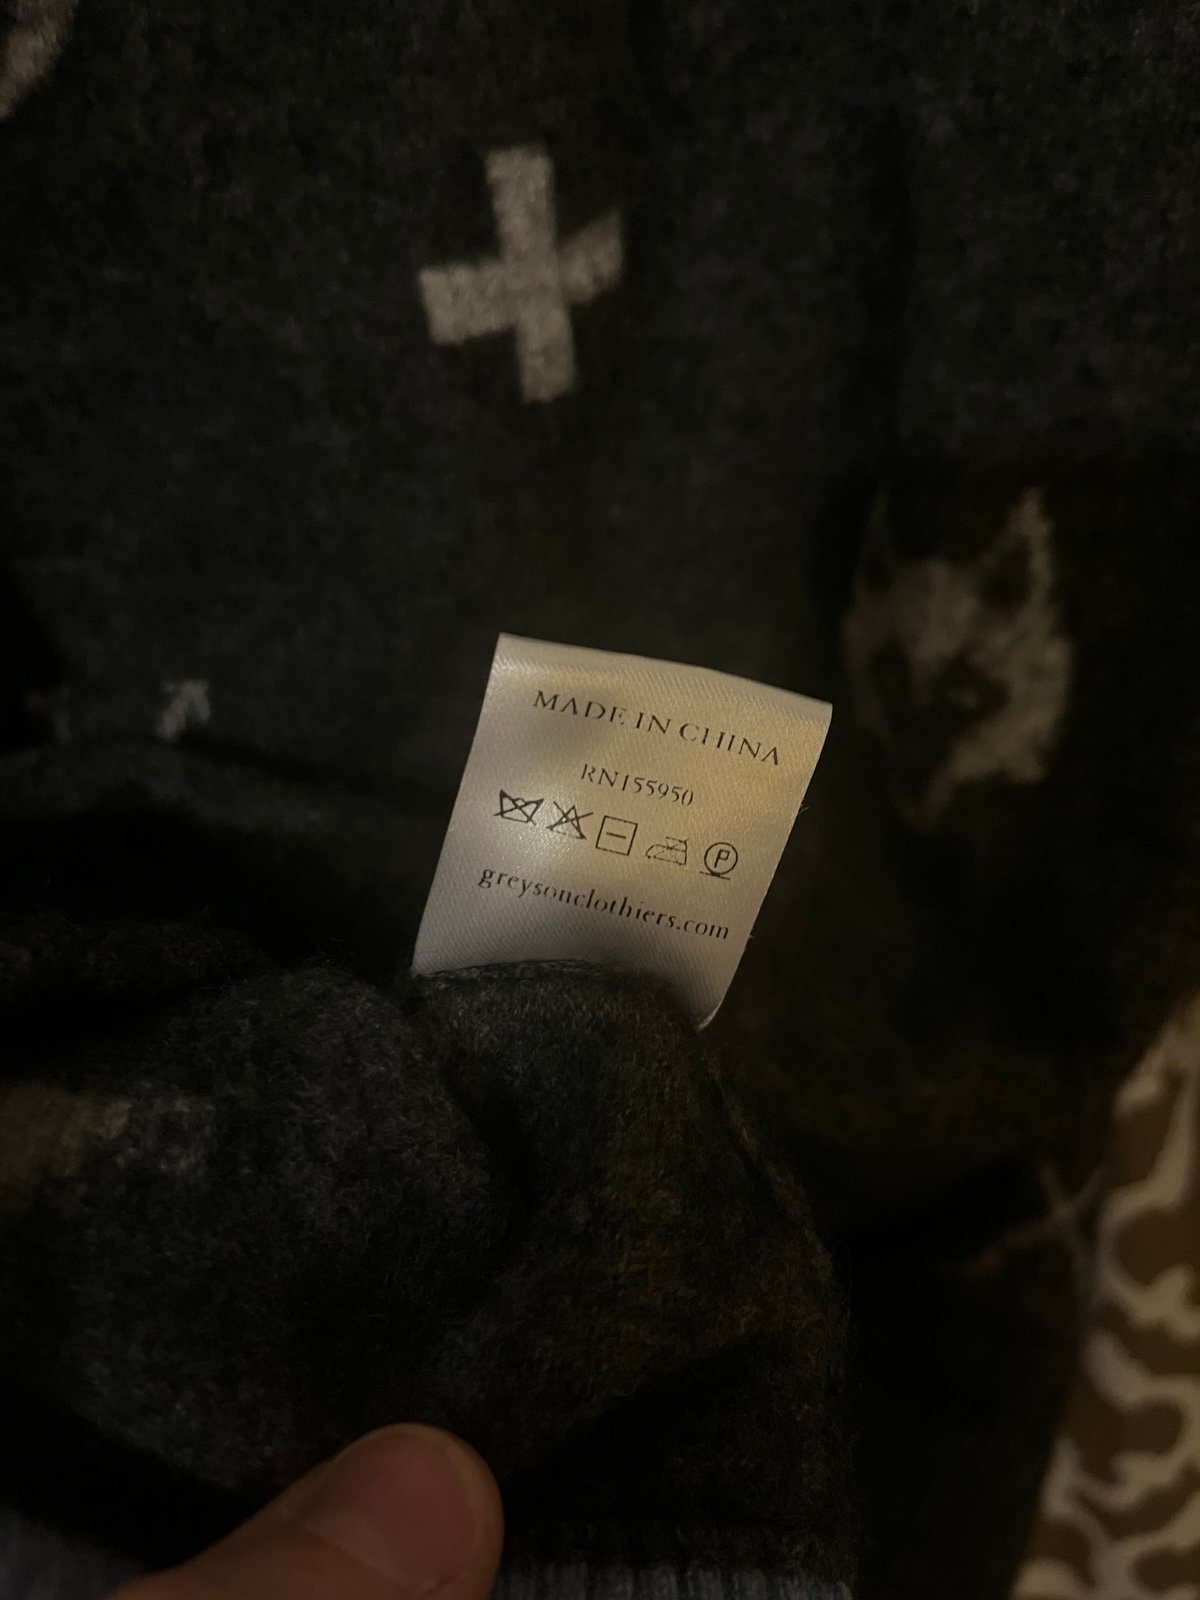 MADE IN CHINA
RN155950
P
greysonclothiers.com